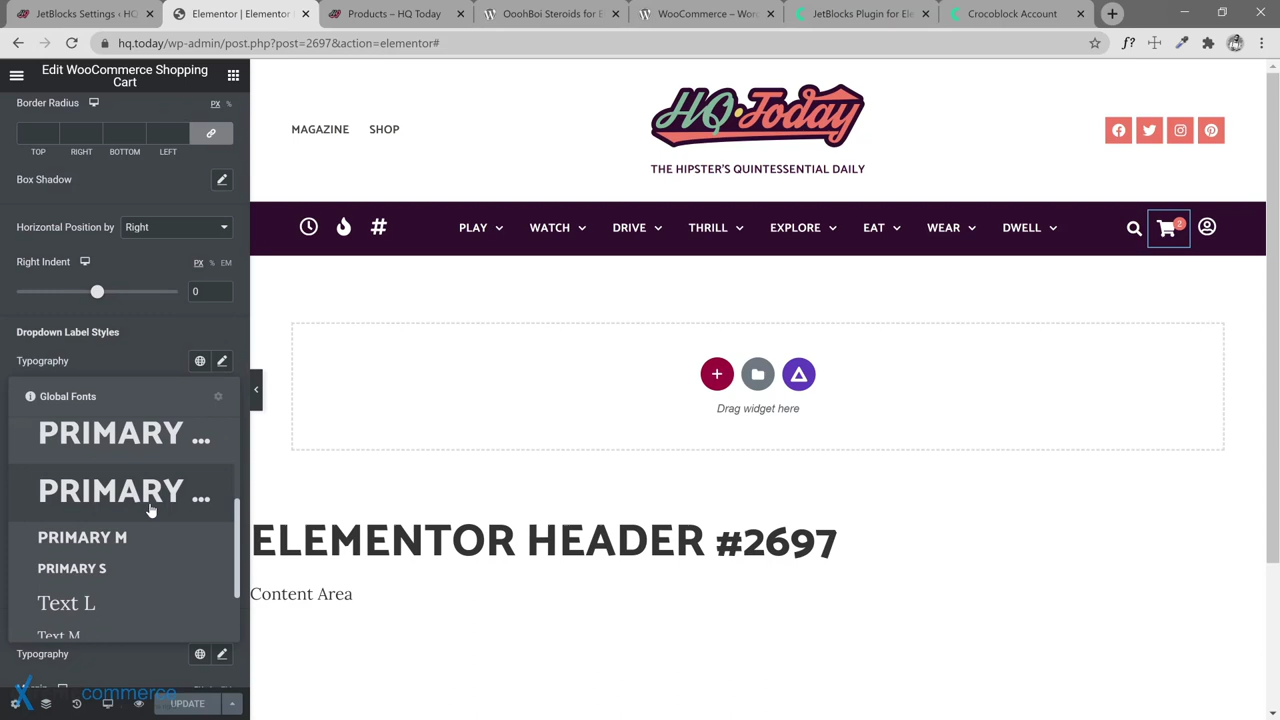 JetBlocks Settings ‹ HQ
Elementor | Elementor H
Products – HQ Today
OoohBoi Steroids for El
WooCommerce – Wor
JetBlocks Plugin for Ele
Crocoblock Account
hq.today/wp-admin/post.php?post=2697&action=elementor#
Edit WooCommerce Shopping
Cart
Border Radius PX %
TOP RIGHT BOTTOM LEFT
Box Shadow
Horizontal Position by Right
Right Indent PX % EM
0
Dropdown Label Styles
Typography
Global Fonts
PRIMARY ...
PRIMARY ...
PRIMARY M
PRIMARY S
Text L
Text M
Typography
commerce
UPDATE
MAGAZINE SHOP
HQ Today
THE HIPSTER'S QUINTESSENTIAL DAILY
PLAY WATCH DRIVE THRILL EXPLORE EAT WEAR DWELL
2
Drag widget here
ELEMENTOR HEADER #2697
Content Area